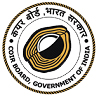 कयर बोर्ड, भारत सरकार
COIR BOARD, GOVERNMENT OF INDIA